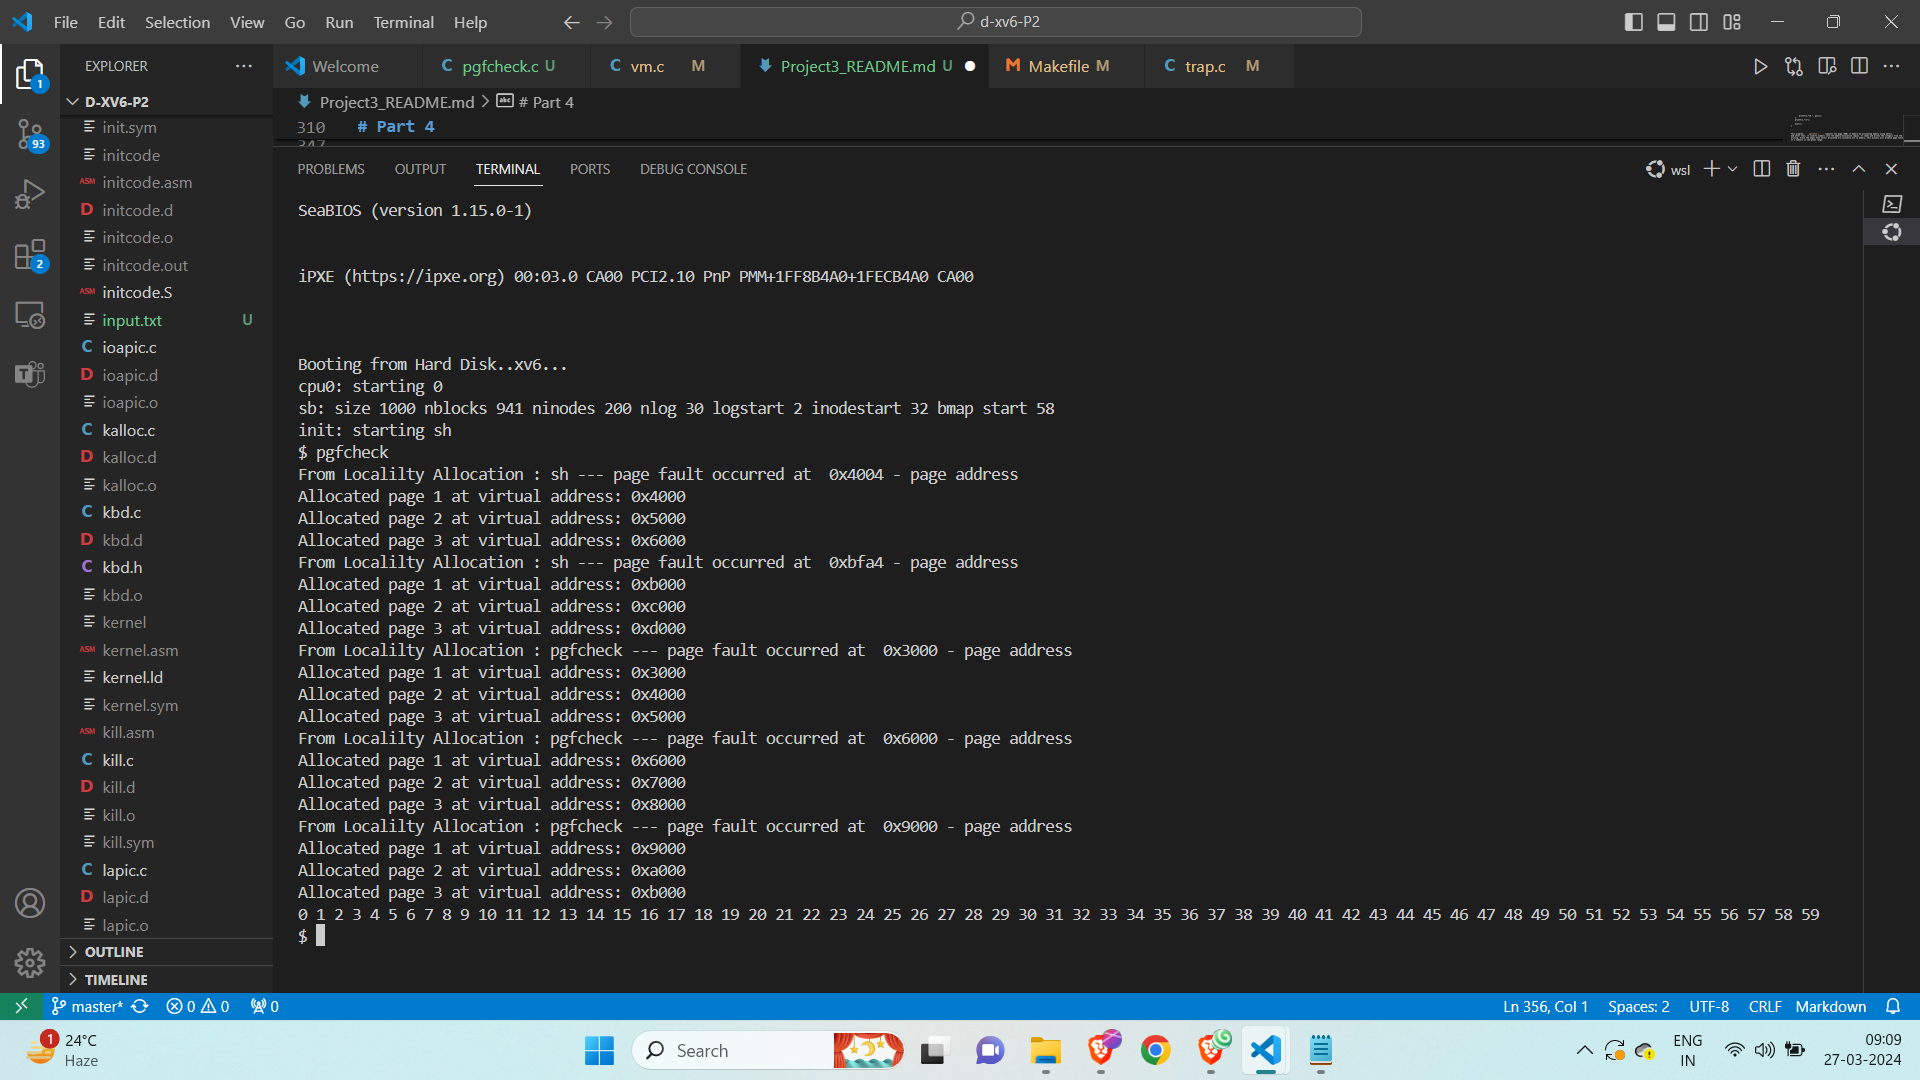 File Edit Selection View Go Run Terminal Help
d-xv6-P2
EXPLORER
Welcome
pgfcheck.c U
vm.c M
Project3_README.md U
Makefile M
trap.c M
D-XV6-P2
Project3_README.md > # Part 4
310 # Part 4
PROBLEMS OUTPUT TERMINAL PORTS DEBUG CONSOLE
wsl
init.sym
initcode
initcode.asm
initcode.d
initcode.o
initcode.out
initcode.S
input.txt U
ioapic.c
ioapic.d
ioapic.o
kalloc.c
kalloc.d
kalloc.o
kbd.c
kbd.d
kbd.h
kbd.o
kernel
kernel.asm
kernel.ld
kernel.sym
kill.asm
kill.c
kill.d
kill.o
kill.sym
lapic.c
lapic.d
lapic.o
OUTLINE
TIMELINE
1
93
2
SeaBIOS (version 1.15.0-1)
iPXE (https://ipxe.org) 00:03.0 CA00 PCI2.10 PnP PMM+1FF8B4A0+1FECB4A0 CA00
Booting from Hard Disk..xv6...
cpu0: starting 0
sb: size 1000 nblocks 941 ninodes 200 nlog 30 logstart 2 inodestart 32 bmap start 58
init: starting sh
$ pgfcheck
From Localilty Allocation : sh --- page fault occurred at  0x4004 - page address
Allocated page 1 at virtual address: 0x4000
Allocated page 2 at virtual address: 0x5000
Allocated page 3 at virtual address: 0x6000
From Localilty Allocation : sh --- page fault occurred at  0xbfa4 - page address
Allocated page 1 at virtual address: 0xb000
Allocated page 2 at virtual address: 0xc000
Allocated page 3 at virtual address: 0xd000
From Localilty Allocation : pgfcheck --- page fault occurred at  0x3000 - page address
Allocated page 1 at virtual address: 0x3000
Allocated page 2 at virtual address: 0x4000
Allocated page 3 at virtual address: 0x5000
From Localilty Allocation : pgfcheck --- page fault occurred at  0x6000 - page address
Allocated page 1 at virtual address: 0x6000
Allocated page 2 at virtual address: 0x7000
Allocated page 3 at virtual address: 0x8000
From Localilty Allocation : pgfcheck --- page fault occurred at  0x9000 - page address
Allocated page 1 at virtual address: 0x9000
Allocated page 2 at virtual address: 0xa000
Allocated page 3 at virtual address: 0xb000
0 1 2 3 4 5 6 7 8 9 10 11 12 13 14 15 16 17 18 19 20 21 22 23 24 25 26 27 28 29 30 31 32 33 34 35 36 37 38 39 40 41 42 43 44 45 46 47 48 49 50 51 52 53 54 55 56 57 58 59
$
master* 0 0 0
Ln 356, Col 1 Spaces: 2 UTF-8 CRLF Markdown
1
24°C
Haze
Search
ENG
IN
09:09
27-03-2024